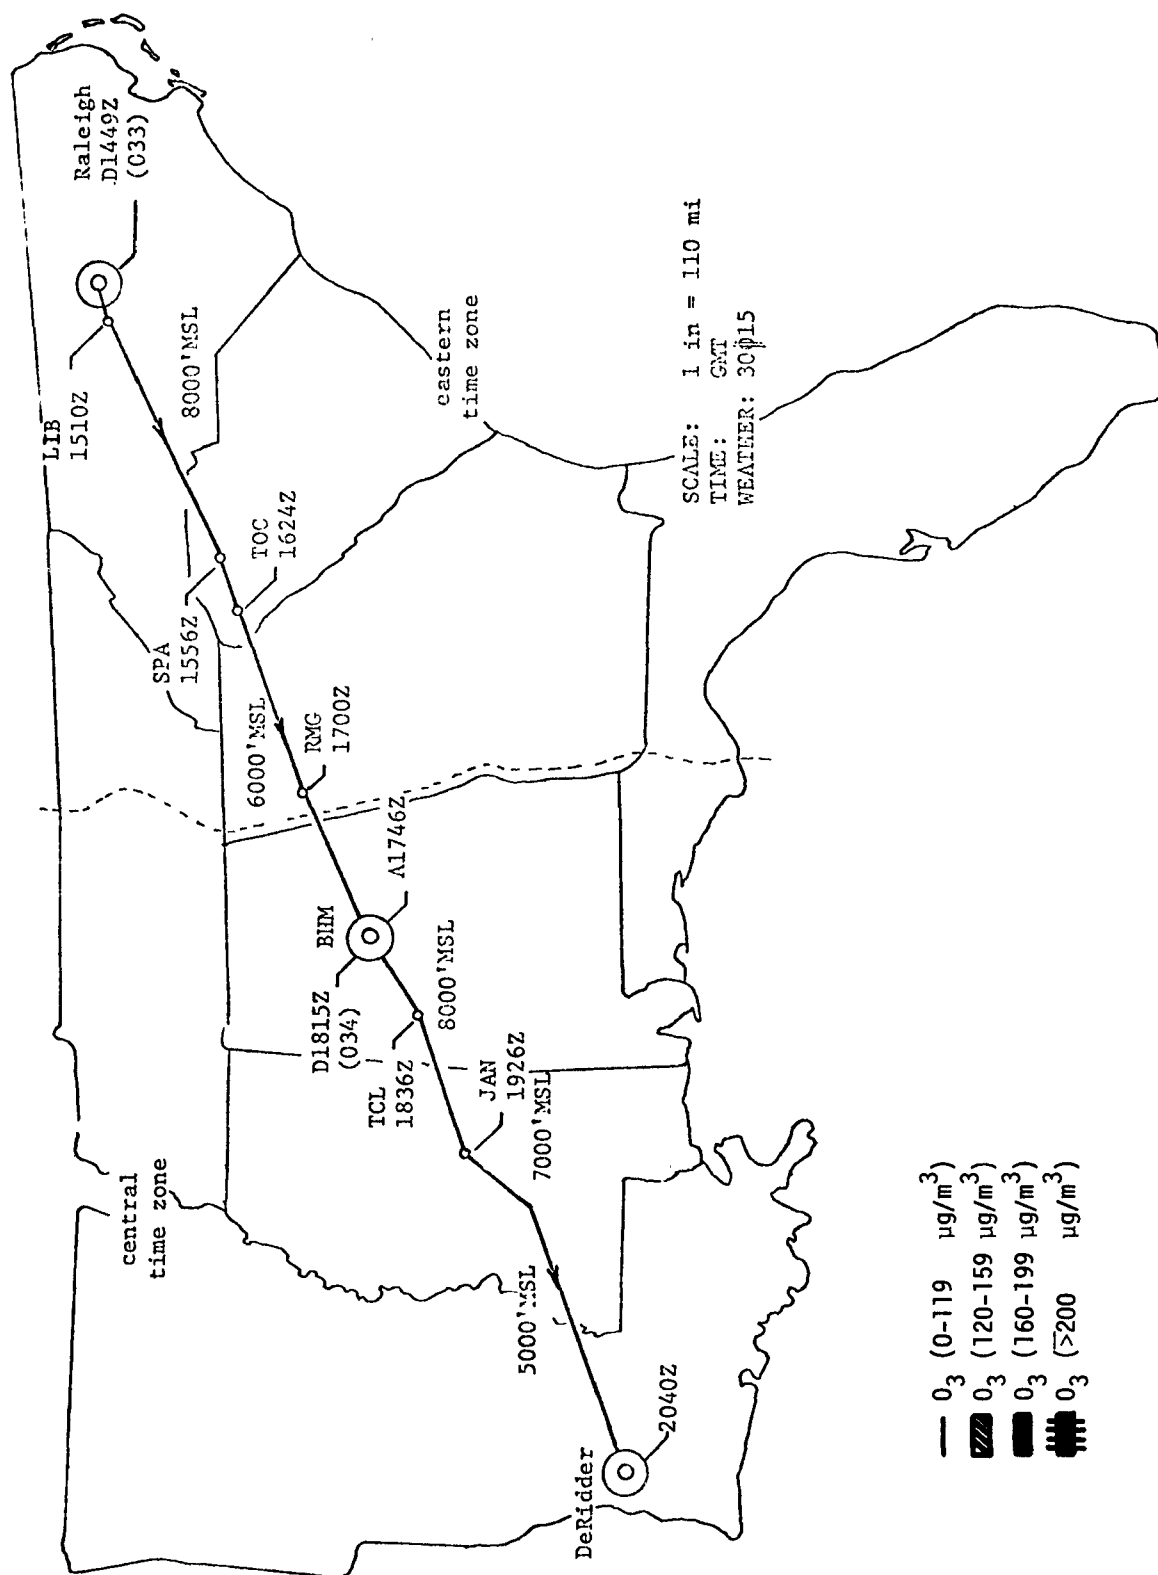 Raleigh
D1449Z
(033)
LIB
1510Z
8000'MSL
SPA
1556Z
TOC
1624Z
eastern
time zone
6000'MSL
RMG
1700Z
BHM
A1746Z
D1815Z
(034)
TCL
1836Z
8000'MSL
JAN
1926Z
7000'MSL
central
time zone
5000'MSL
DeRidder
2040Z
SCALE: 1 in = 110 mi
TIME: GMT
WEATHER:
O3 (0-119 μg/m3)
O3 (120-159 μg/m3)
O3 (160-199 μg/m3)
O3 (>200 μg/m3)